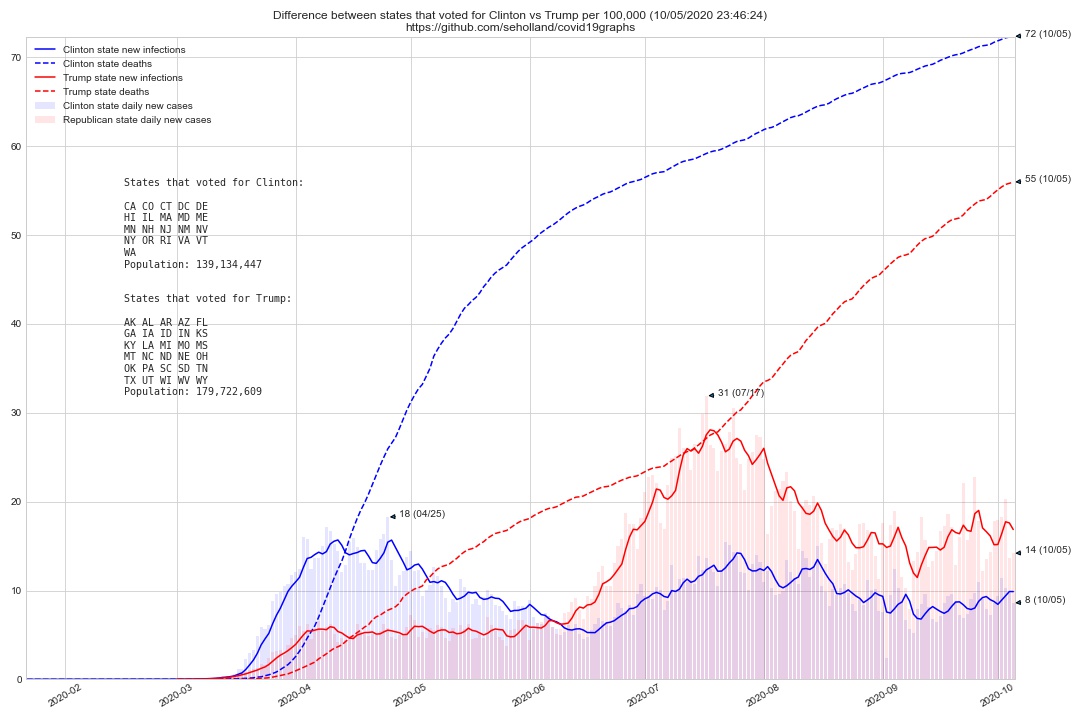 Difference between states that voted for Clinton vs Trump per 100,000 (10/05/2020 23:46:24)
https://github.com/seholland/covid19graphs
Clinton state new infections
Clinton state deaths
Trump state new infections
Trump state deaths
Clinton state daily new cases
Republican state daily new cases
States that voted for Clinton:
CA CO CT DC DE
HI IL MA MD ME
MN NH NJ NM NV
NY OR RI VA VT
WA
Population: 139,134,447
States that voted for Trump:
AK AL AR AZ FL
GA IA ID IN KS
KY LA MI MO MS
MT NC ND NE OH
OK PA SC SD TN
TX UT WI WV WY
Population: 179,722,609
72 (10/05)
55 (10/05)
31 (07/17)
18 (04/25)
14 (10/05)
8 (10/05)
70
60
50
40
30
20
10
0
2020-02
2020-03
2020-04
2020-05
2020-06
2020-07
2020-08
2020-09
2020-10